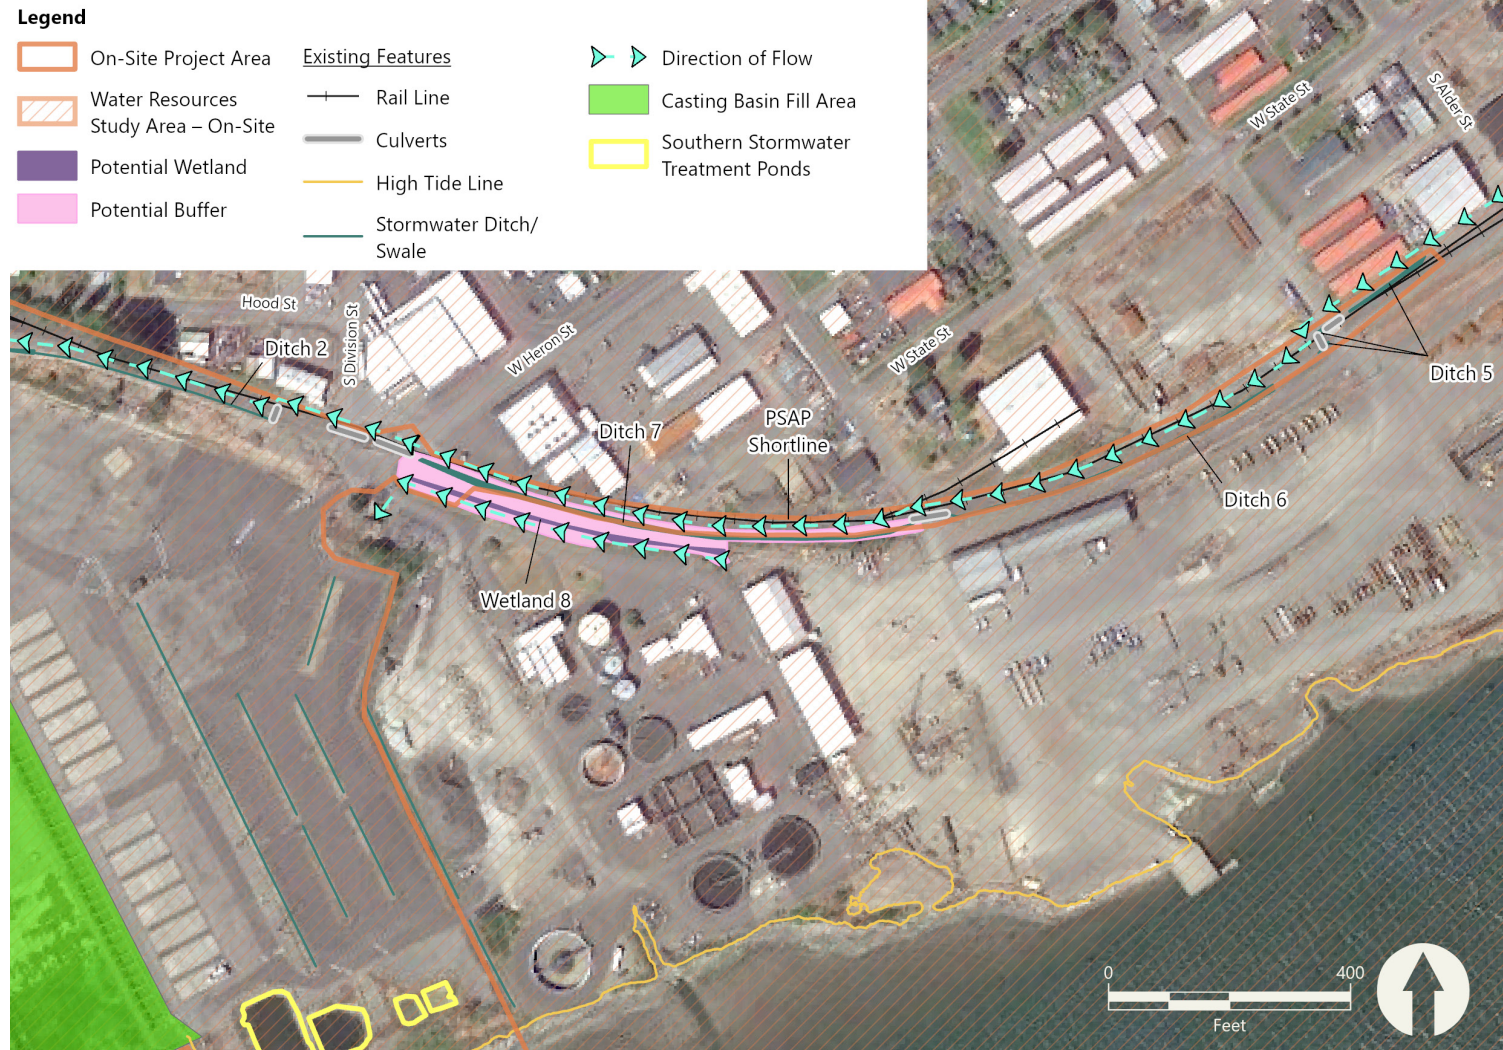 Legend
On-Site Project Area
Water Resources
Study Area – On-Site
Potential Wetland
Potential Buffer
Existing Features
Rail Line
Culverts
High Tide Line
Stormwater Ditch/
Swale
Direction of Flow
Casting Basin Fill Area
Southern Stormwater
Treatment Ponds
W State St
S Alder St
Hood St
S Division St
W Heron St
W State St
Ditch 2
Ditch 5
PSAP
Shortline
Ditch 7
Ditch 6
Wetland 8
0
400
Feet